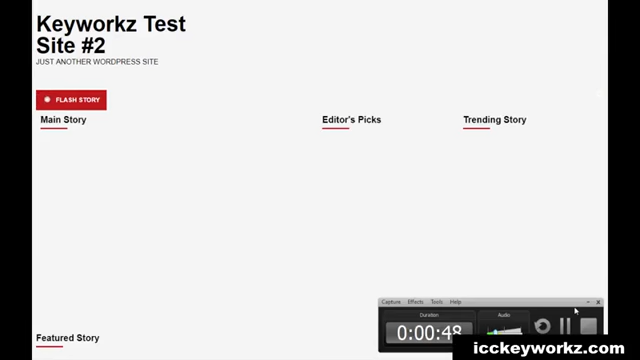 Keyworkz Test
Site #2
JUST ANOTHER WORDPRESS SITE
FLASH STORY
Main Story
Editor's Picks
Trending Story
Featured Story
Capture Effects Tools Help
Duration
Audio
0:00:48
icckeyworkz.com